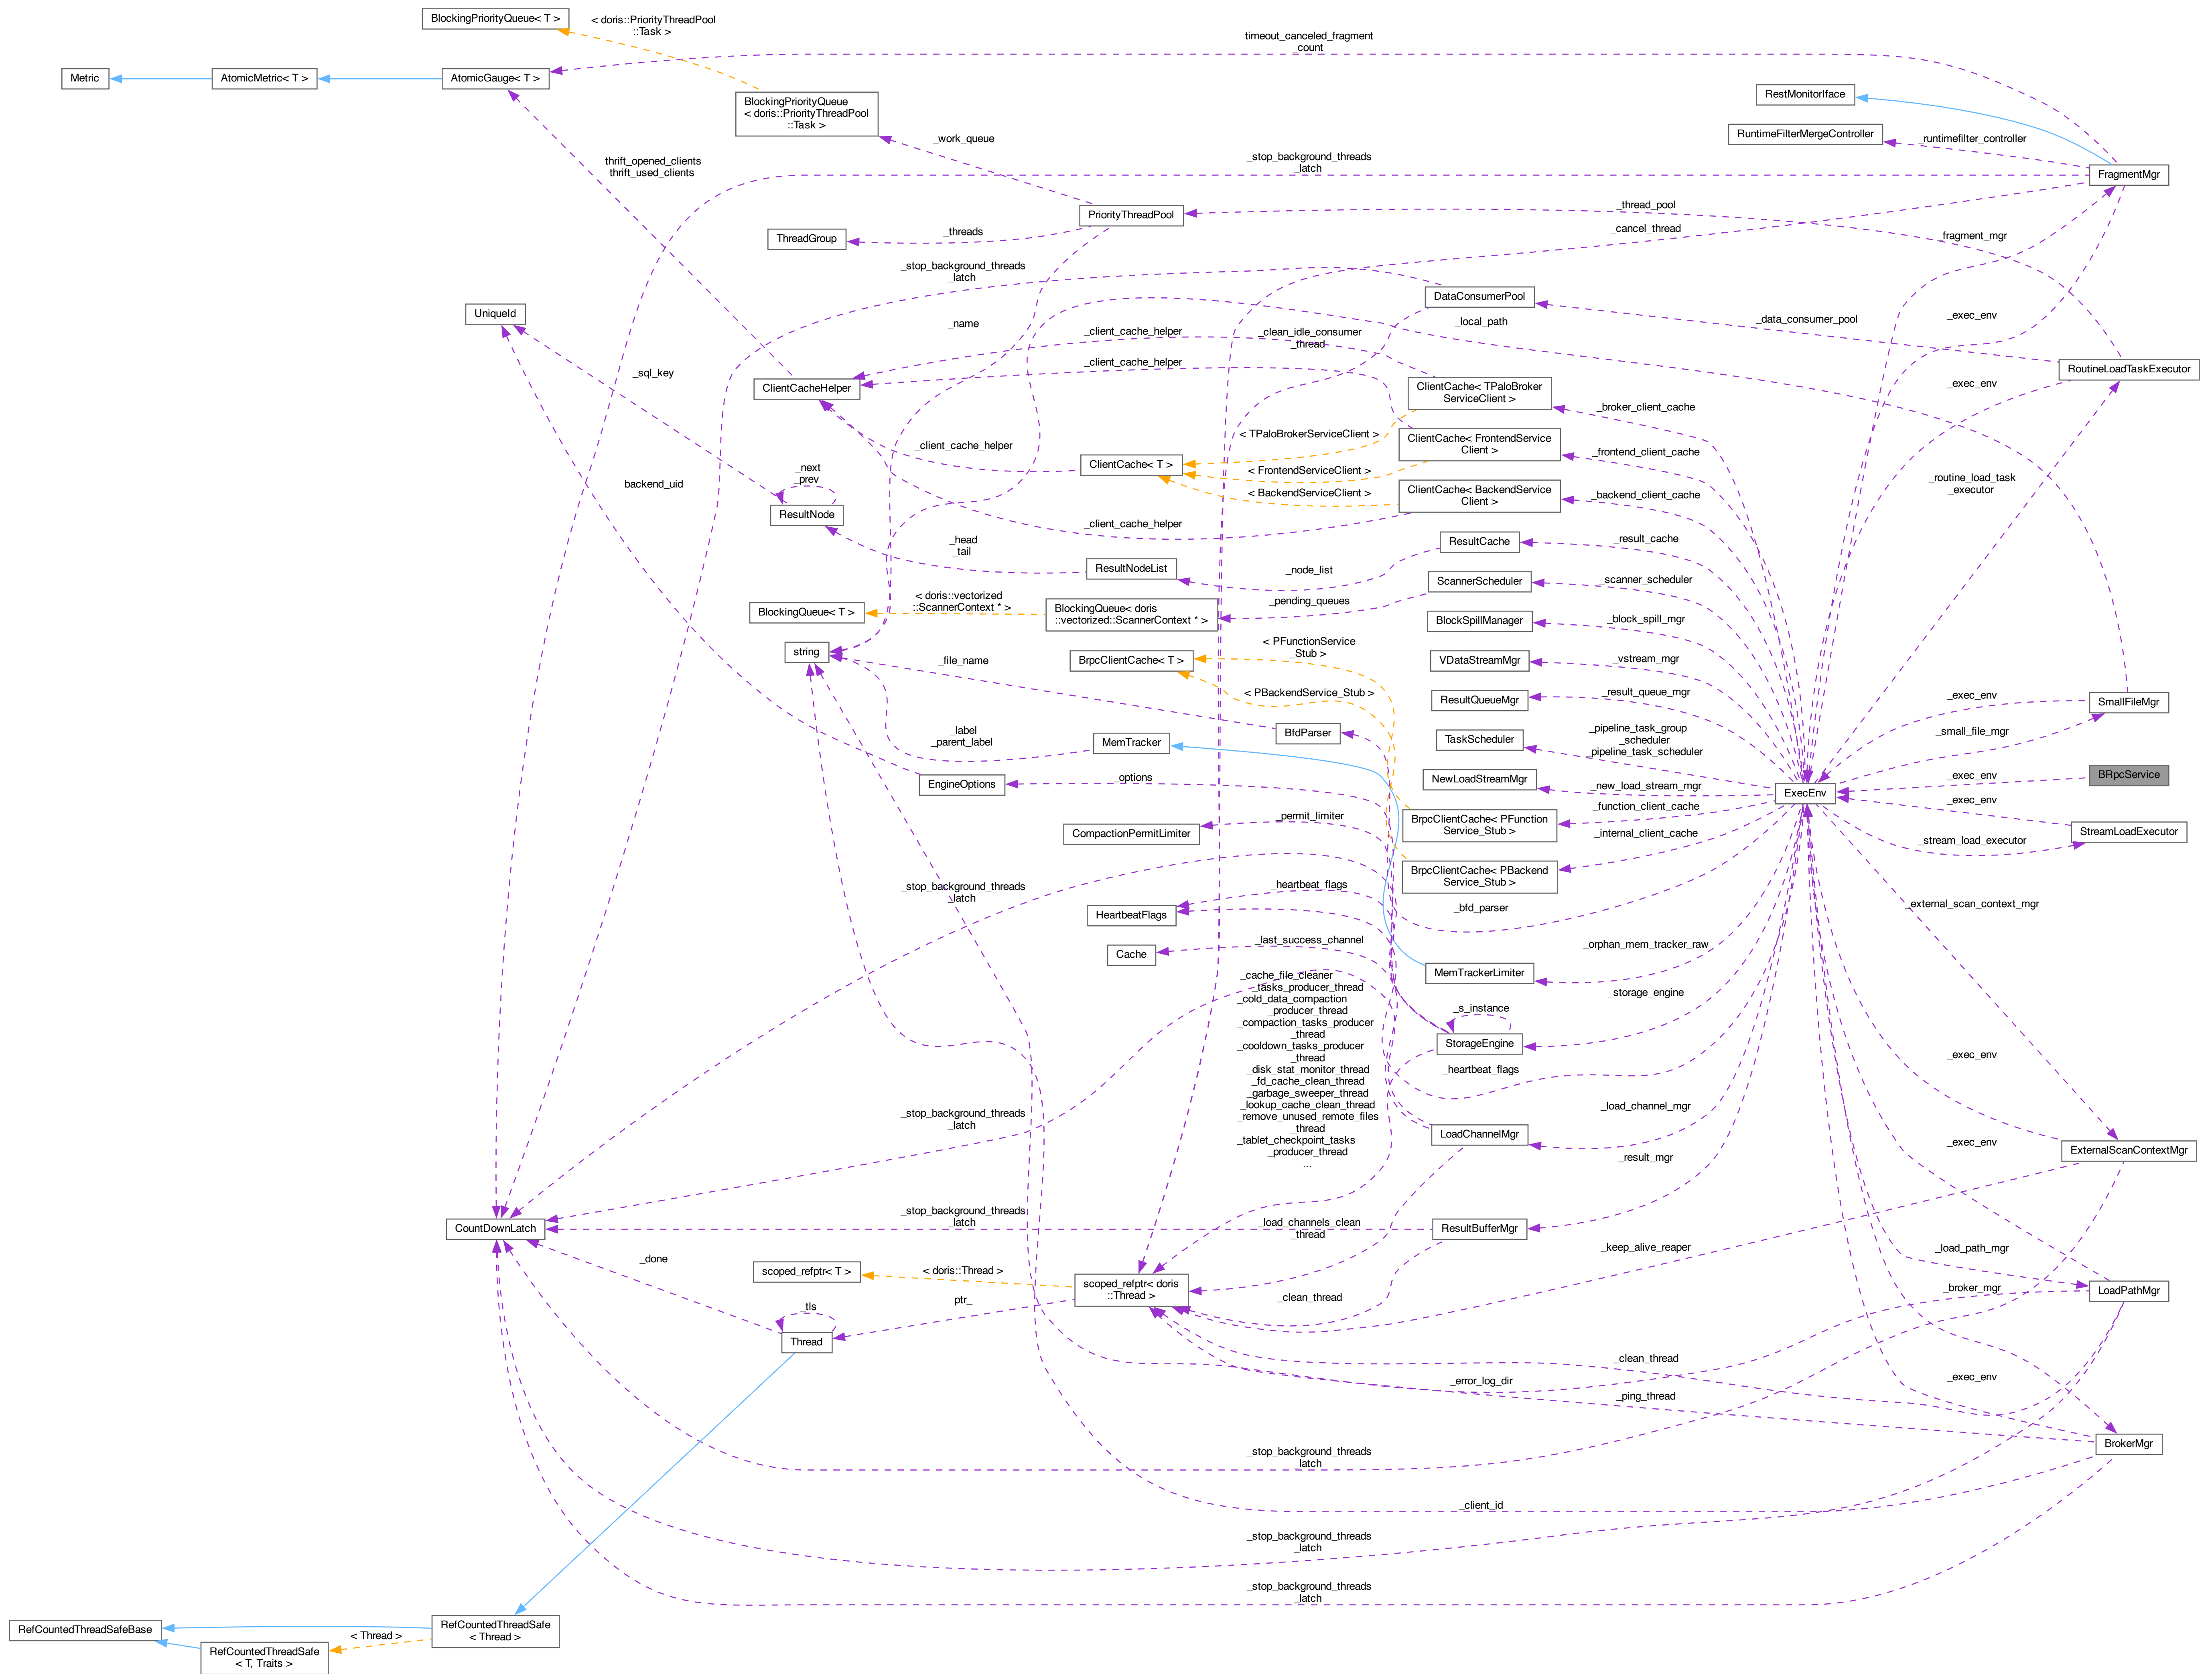 BlockingPriorityQueue< T >
< doris::PriorityThreadPool
::Task >
timeout_canceled_fragment
_count
Metric
AtomicMetric< T >
AtomicGauge< T >
RestMonitorIface
BlockingPriorityQueue
< doris::PriorityThreadPool
::Task >
RuntimeFilterMergeController
_runtimefilter_controller
_work_queue
thrift_opened_clients
thrift_used_clients
_stop_background_threads
_latch
FragmentMgr
PriorityThreadPool
_thread_pool
ThreadGroup
_threads
_cancel_thread
_fragment_mgr
_stop_background_threads
_latch
DataConsumerPool
UniqueId
_name
_client_cache_helper
_clean_idle_consumer
_thread
_local_path
_data_consumer_pool
_exec_env
_sql_key
ClientCacheHelper
_client_cache_helper
ClientCache< TPaloBroker
ServiceClient >
RoutineLoadTaskExecutor
_exec_env
_broker_client_cache
< TPaloBrokerServiceClient >
ClientCache< FrontendService
Client >
_client_cache_helper
ClientCache< T >
_frontend_client_cache
backend_uid
_next
_prev
< FrontendServiceClient >
< BackendServiceClient >
ClientCache< BackendService
Client >
_backend_client_cache
_routine_load_task
_executor
ResultNode
_client_cache_helper
_head
_tail
ResultCache
_result_cache
ResultNodeList
_node_list
ScannerScheduler
_scanner_scheduler
BlockingQueue< T >
< doris::vectorized
::ScannerContext * >
BlockingQueue< doris
::vectorized::ScannerContext * >
_pending_queues
BlockSpillManager
_block_spill_mgr
string
_file_name
BrpcClientCache< T >
< PFunctionService
_Stub >
VDataStreamMgr
_vstream_mgr
< PBackendService_Stub >
ResultQueueMgr
_result_queue_mgr
_exec_env
SmallFileMgr
_label
_parent_label
MemTracker
BfdParser
TaskScheduler
_pipeline_task_group
_scheduler
_pipeline_task_scheduler
_small_file_mgr
EngineOptions
_options
NewLoadStreamMgr
_new_load_stream_mgr
ExecEnv
_exec_env
BRpcService
_exec_env
CompactionPermitLimiter
_permit_limiter
BrpcClientCache< PFunction
Service_Stub >
_function_client_cache
_internal_client_cache
_stream_load_executor
StreamLoadExecutor
_stop_background_threads
_latch
_heartbeat_flags
BrpcClientCache< PBackend
Service_Stub >
HeartbeatFlags
_bfd_parser
_external_scan_context_mgr
Cache
_last_success_channel
_orphan_mem_tracker_raw
MemTrackerLimiter
_cache_file_cleaner
_tasks_producer_thread
_cold_data_compaction
_producer_thread
_compaction_tasks_producer
_thread
_cooldown_tasks_producer
_thread
_disk_stat_monitor_thread
_fd_cache_clean_thread
_garbage_sweeper_thread
_lookup_cache_clean_thread
_remove_unused_remote_files
_thread
_tablet_checkpoint_tasks
_producer_thread
...
_storage_engine
_s_instance
StorageEngine
_heartbeat_flags
_exec_env
_stop_background_threads
_latch
_load_channel_mgr
LoadChannelMgr
_exec_env
ExternalScanContextMgr
_result_mgr
CountDownLatch
_stop_background_threads
_latch
_load_channels_clean
_thread
ResultBufferMgr
_keep_alive_reaper
_load_path_mgr
_done
scoped_refptr< T >
< doris::Thread >
scoped_refptr< doris
::Thread >
_clean_thread
_broker_mgr
LoadPathMgr
_tls
ptr_
Thread
_clean_thread
_error_log_dir
_ping_thread
_exec_env
_stop_background_threads
_latch
BrokerMgr
_client_id
_stop_background_threads
_latch
_stop_background_threads
_latch
RefCountedThreadSafeBase
RefCountedThreadSafe
< T, Traits >
< Thread >
RefCountedThreadSafe
< Thread >